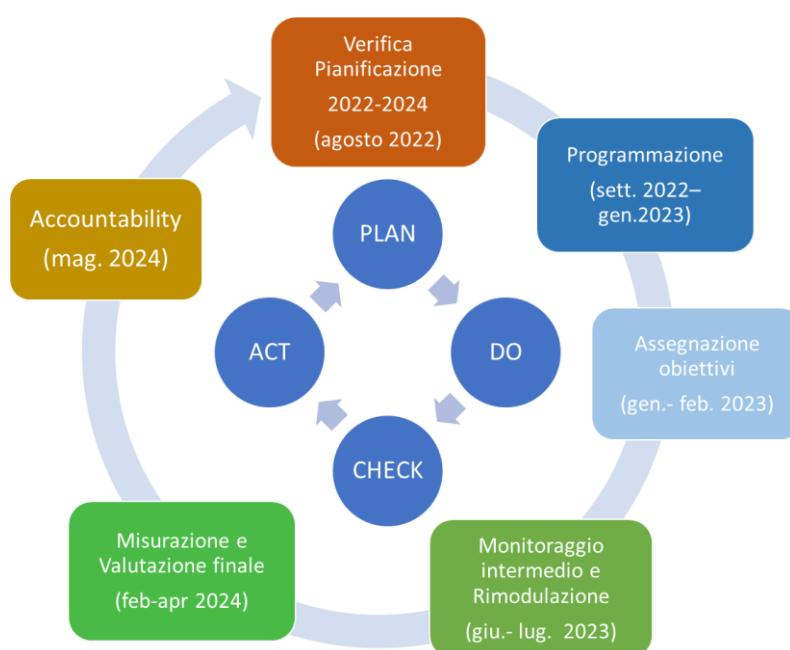 Verifica
Pianificazione
2022-2024
(agosto 2022)
Programmazione
(sett. 2022–
gen.2023)
Assegnazione
obiettivi
(gen.- feb. 2023)
Monitoraggio
intermedio e
Rimodulazione
(giu.- lug. 2023)
Misurazione e
Valutazione finale
(feb-apr 2024)
Accountability
(mag. 2024)
PLAN
DO
CHECK
ACT